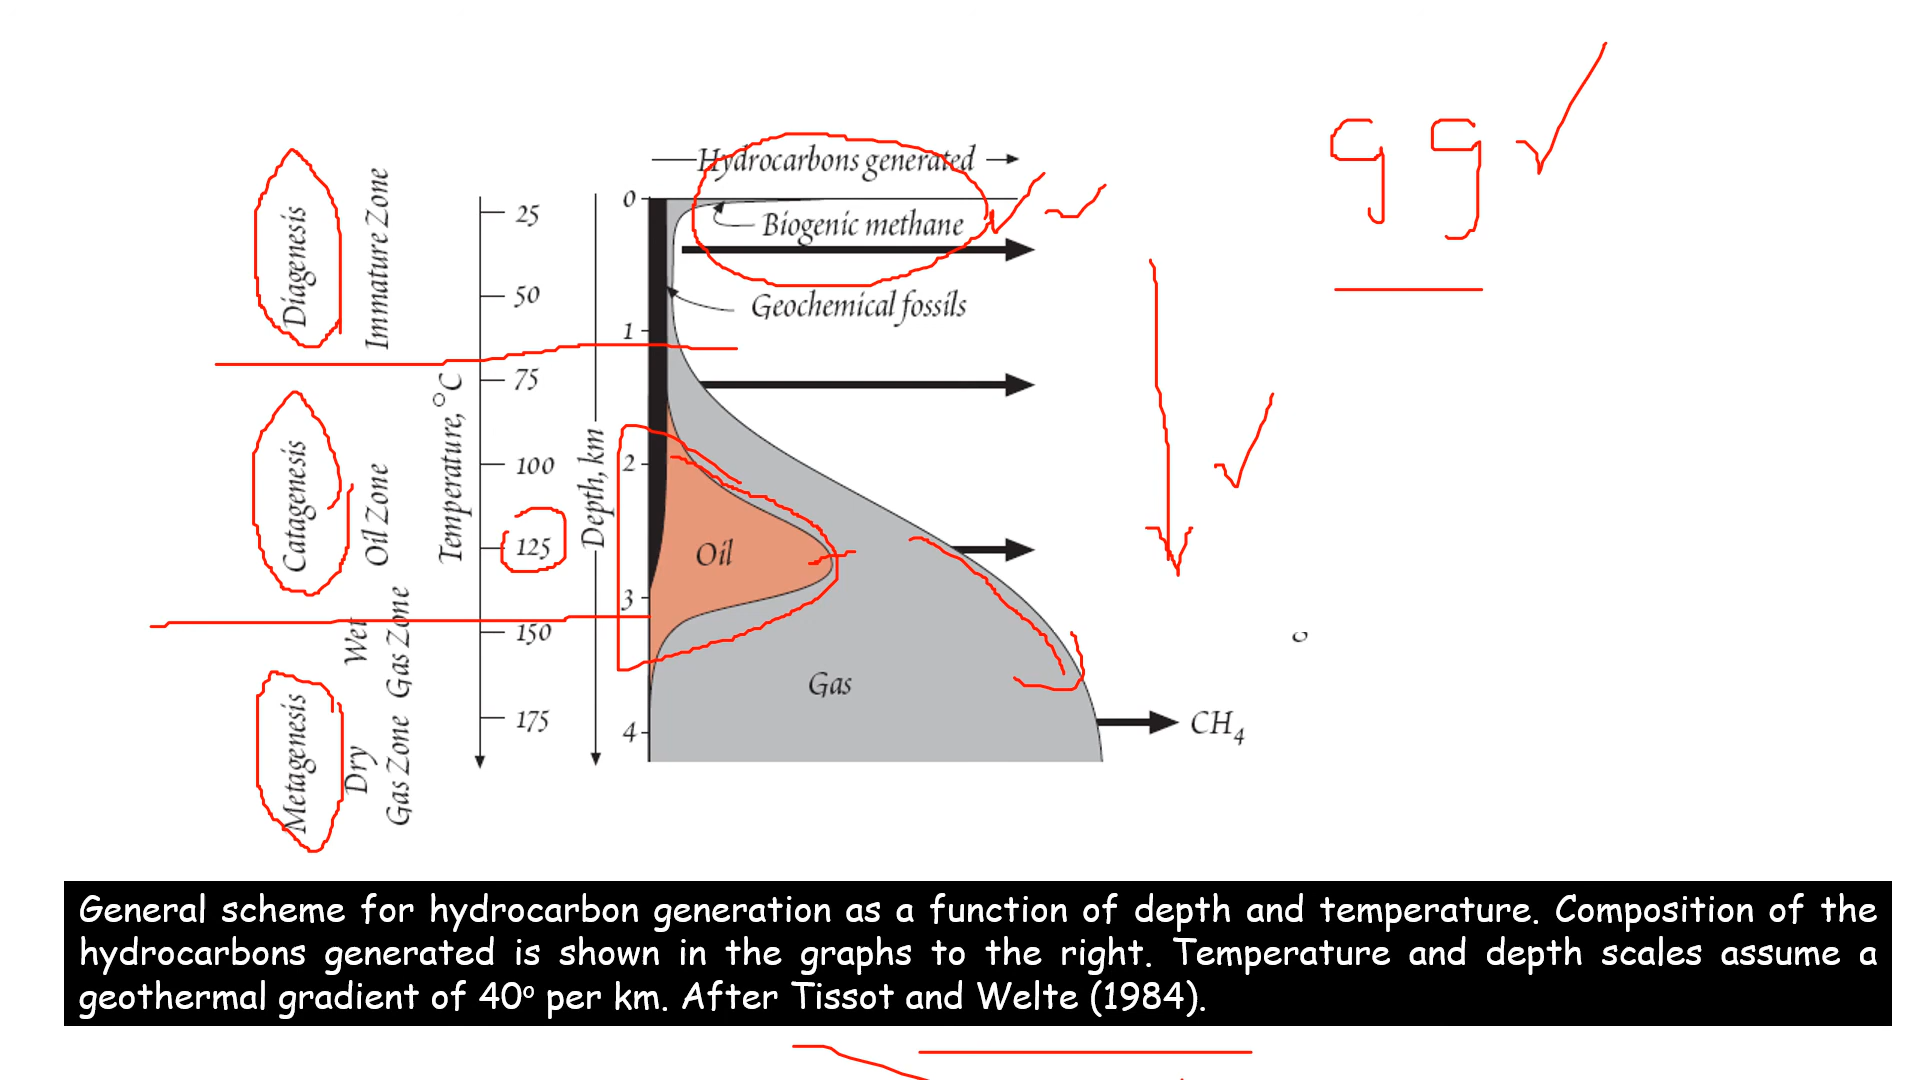 gg
Hydrocarbons generated
Diagenesis
Immature Zone
Catagenesis
Oil Zone
Metagenesis
Wet
Gas Zone
Dry
Gas Zone
Temperature, °C
25
50
75
100
125
150
175
Depth, km
0
1
2
3
4
Biogenic methane
Geochemical fossils
Oil
Gas
CH₄
General scheme for hydrocarbon generation as a function of depth and temperature. Composition of the
hydrocarbons generated is shown in the graphs to the right. Temperature and depth scales assume a
geothermal gradient of 40° per km. After Tissot and Welte (1984).